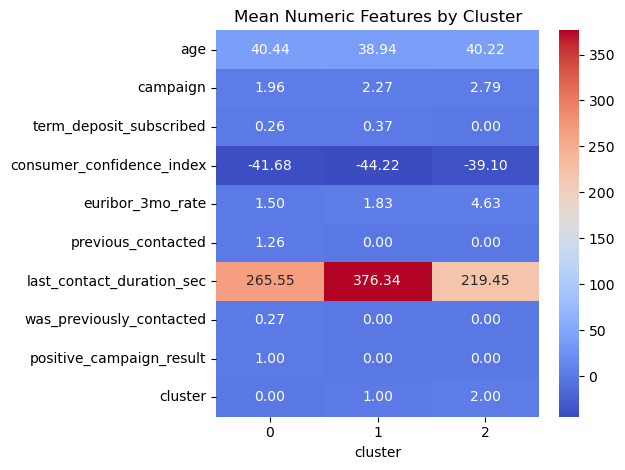 Mean Numeric Features by Cluster
age 40.44 38.94 40.22
campaign 1.96 2.27 2.79
term_deposit_subscribed 0.26 0.37 0.00
consumer_confidence_index -41.68 -44.22 -39.10
euribor_3mo_rate 1.50 1.83 4.63
previous_contacted 1.26 0.00 0.00
last_contact_duration_sec 265.55 376.34 219.45
was_previously_contacted 0.27 0.00 0.00
positive_campaign_result 1.00 0.00 0.00
cluster 0.00 1.00 2.00
0 1 2
cluster
350
300
250
200
150
100
50
0